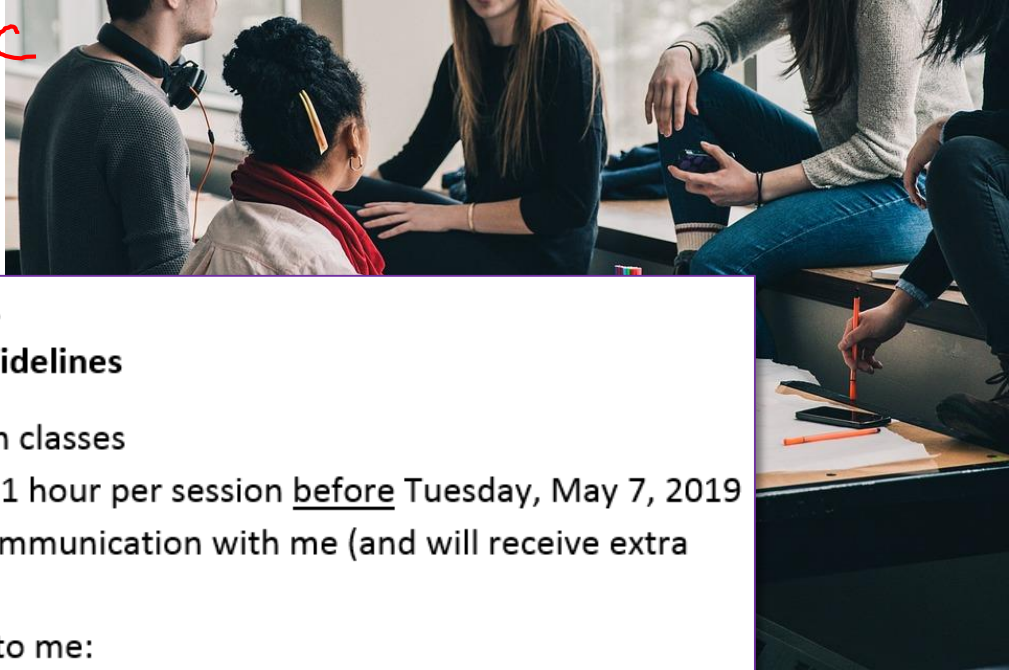 idelines
n classes
1 hour per session before Tuesday, May 7, 2019
mmunication with me (and will receive extra
to me: